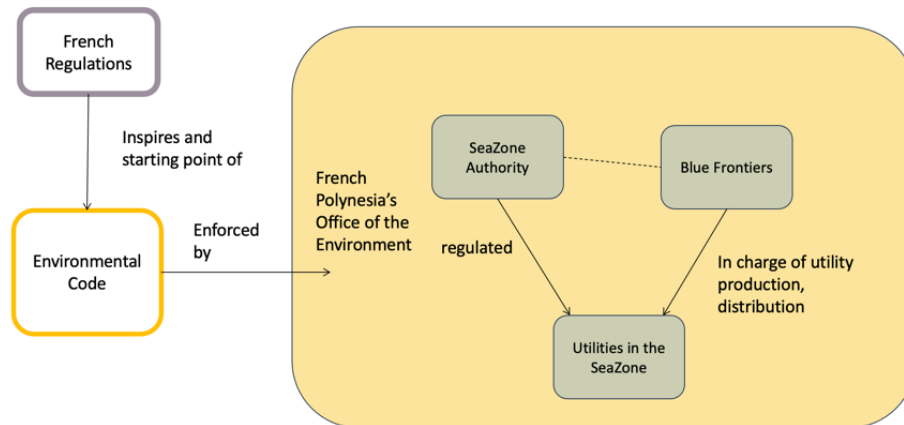 French
Regulations
Inspires and
starting point of
Environmental
Code
Enforced
by
French
Polynesia’s
Office of the
Environment
SeaZone
Authority
Blue Frontiers
regulated
In charge of utility
production,
distribution
Utilities in the
SeaZone